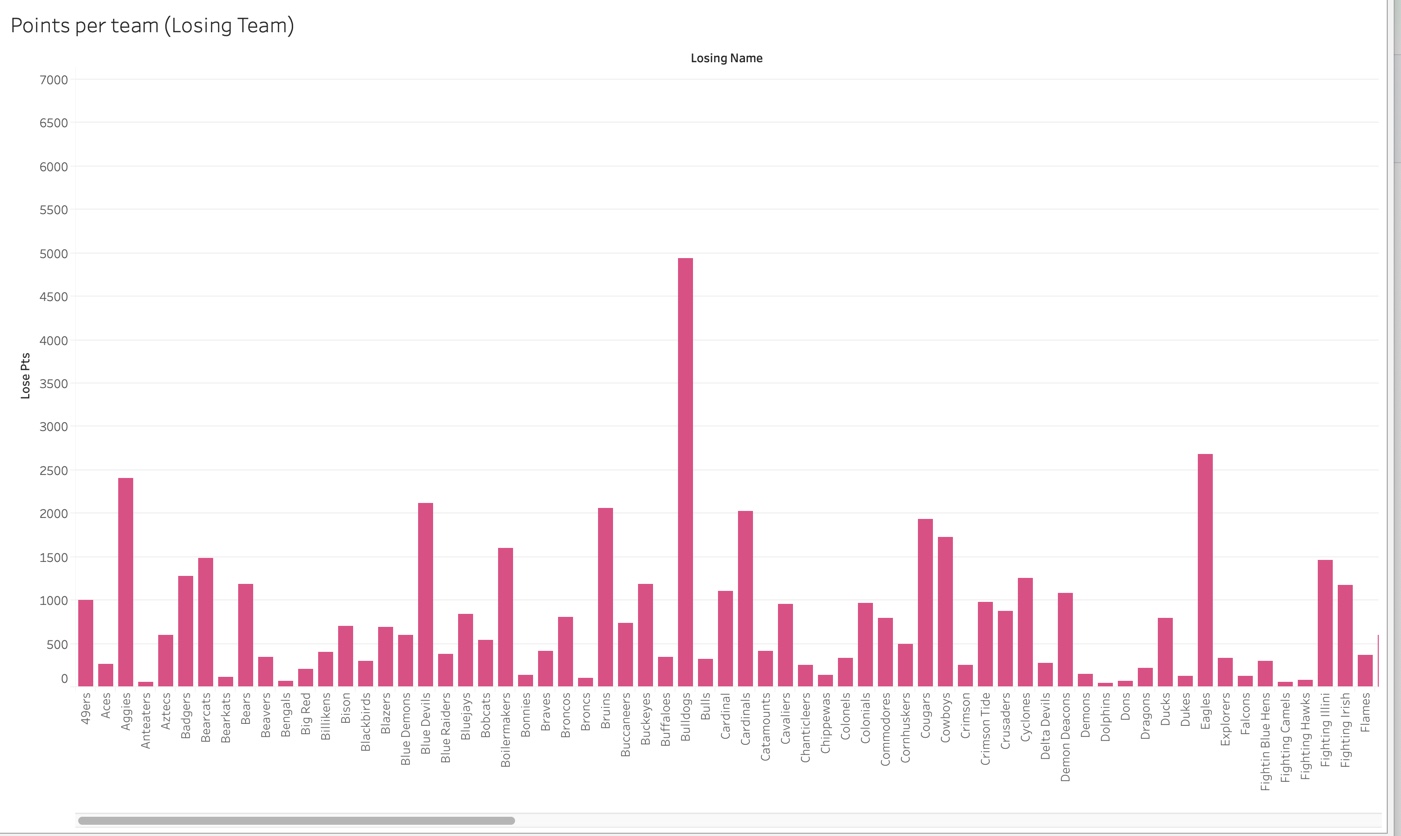 Points per team (Losing Team)
Losing Name
7000
6500
6000
5500
5000
4500
4000
3500
3000
2500
2000
1500
1000
500
0
Lose Pts
49ers
Aces
Aggies
Anteaters
Aztecs
Badgers
Bearcats
Bearkats
Bears
Beavers
Bengals
Big Red
Billikens
Bison
Blackbirds
Blazers
Blue Demons
Blue Devils
Blue Raiders
Bluejays
Bobcats
Boilermakers
Bonnies
Braves
Broncos
Broncs
Bruins
Buccaneers
Buckeyes
Buffaloes
Bulldogs
Bulls
Cardinal
Cardinals
Catamounts
Cavaliers
Chanticleers
Chippewas
Colonels
Colonials
Commodores
Cornhuskers
Cougars
Cowboys
Crimson
Crimson Tide
Crusaders
Cyclones
Delta Devils
Demon Deacons
Demons
Dolphins
Dons
Dragons
Ducks
Dukes
Eagles
Explorers
Falcons
Fightin Blue Hens
Fighting Camels
Fighting Hawks
Fighting Illini
Fighting Irish
Flames